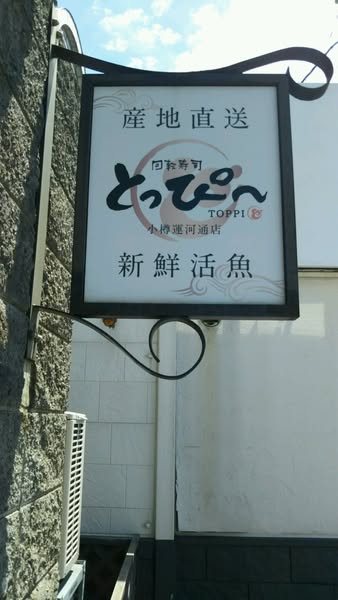 産地直送
回転寿司
とっぴ〜
TOPPI
小樽運河通店
新鮮活魚